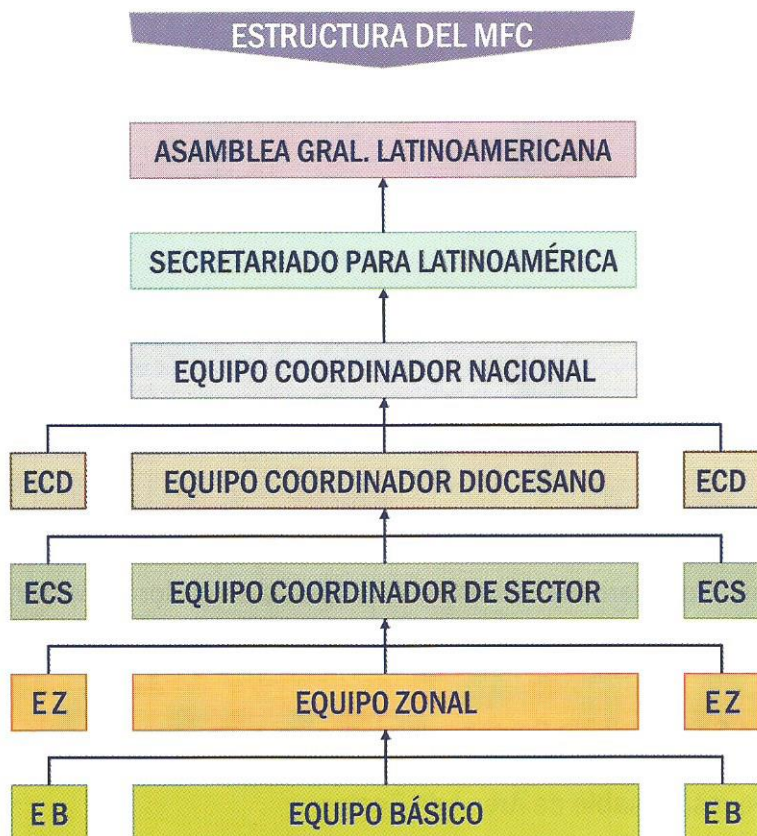 ESTRUCTURA DEL MFC
ASAMBLEA GRAL. LATINOAMERICANA
SECRETARIADO PARA LATINOAMÉRICA
EQUIPO COORDINADOR NACIONAL
ECD EQUIPO COORDINADOR DIOCESANO ECD
ECS EQUIPO COORDINADOR DE SECTOR ECS
E Z EQUIPO ZONAL E Z
E B EQUIPO BÁSICO E B